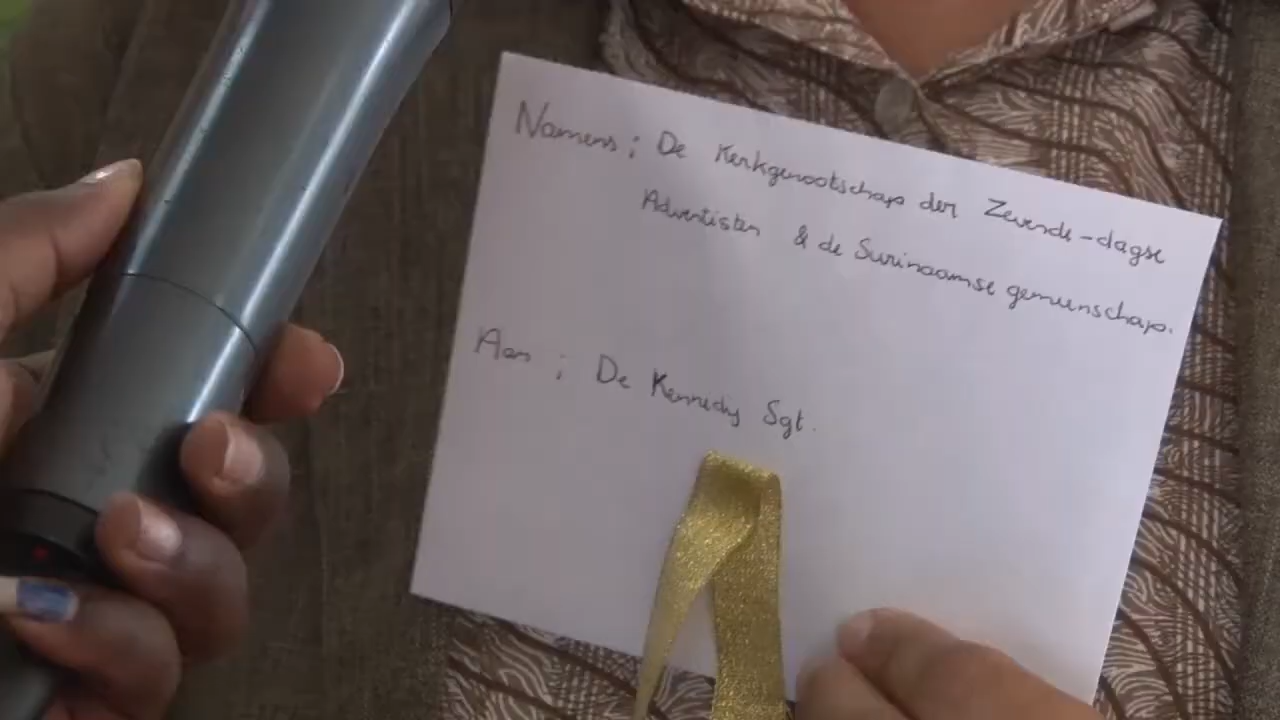 Namens ; De Kerkgenootschap der Zevende-dagse
Adventisten & de Surinaamse gemeenschap.
Aan ; De Kennedy Sgt.